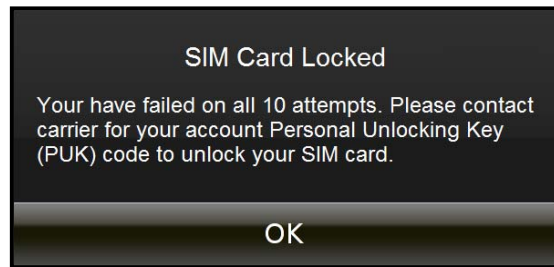 SIM Card Locked
Your have failed on all 10 attempts. Please contact
carrier for your account Personal Unlocking Key
(PUK) code to unlock your SIM card.
OK